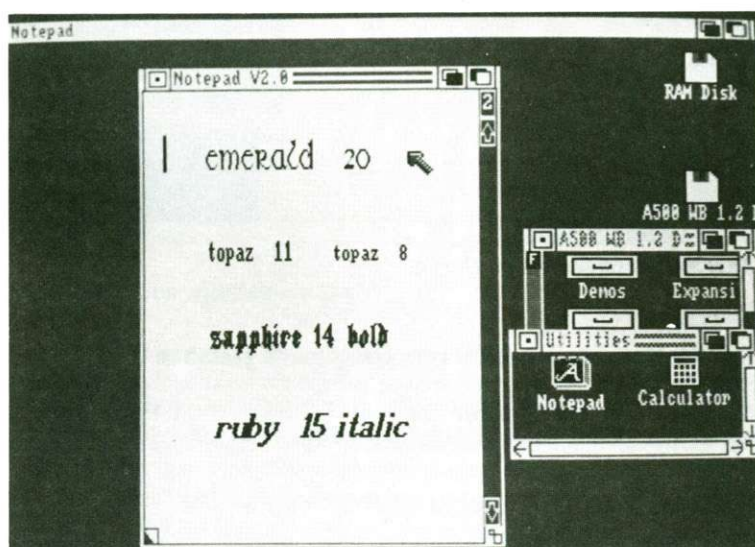 Notepad
Notepad V2.0
2
emerald 20
topaz 11 topaz 8
sapphire 14 bold
ruby 15 italic
RAM Disk
A500 WB 1.2 D
A500 WB 1.2 D
F
Demos Expansi
Utilities
Notepad Calculator